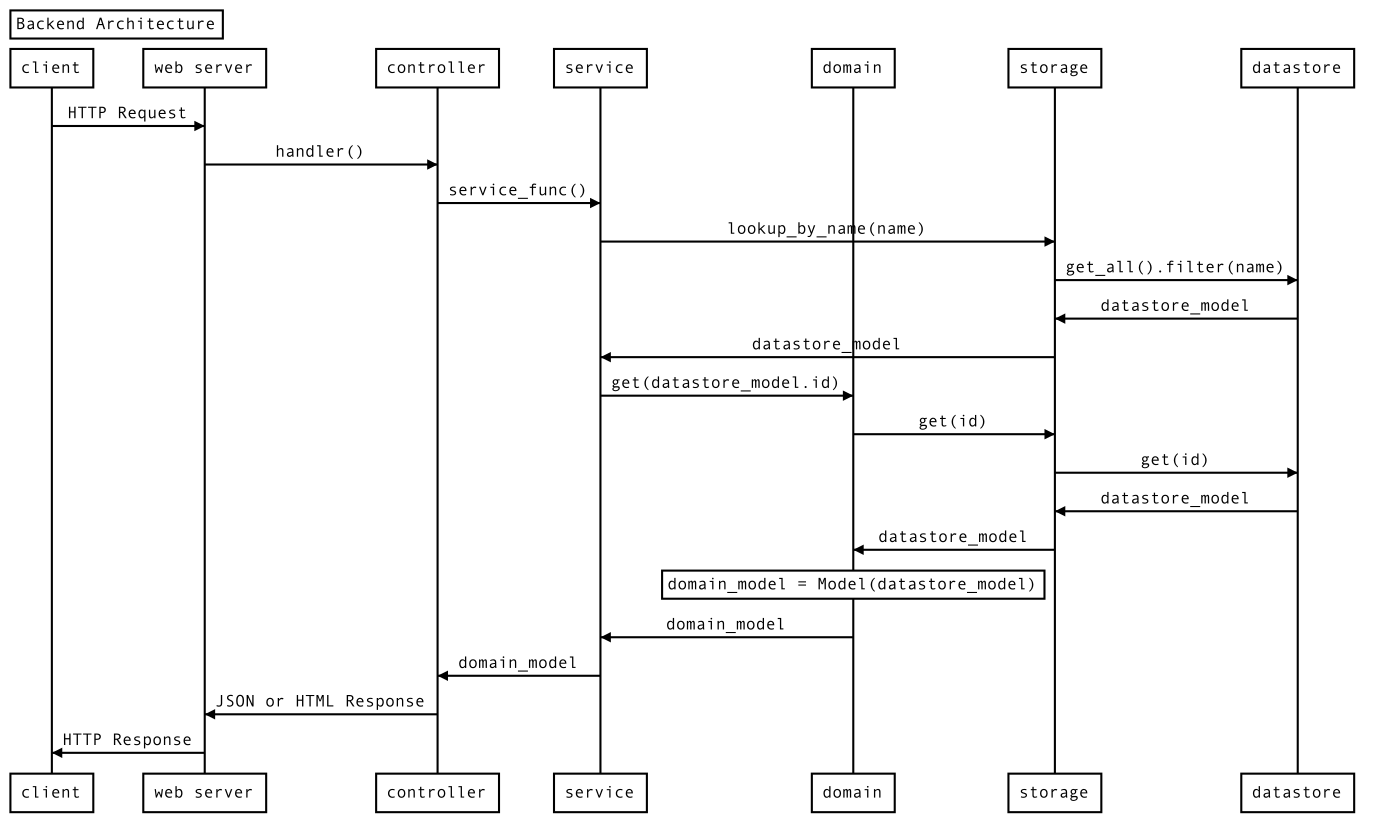 Backend Architecture
client web server controller service domain storage datastore
HTTP Request
handler()
service_func()
lookup_by_name(name)
get_all().filter(name)
datastore_model
datastore_model
get(datastore_model.id)
get(id)
get(id)
datastore_model
datastore_model
domain_model = Model(datastore_model)
domain_model
domain_model
JSON or HTML Response
HTTP Response
client web server controller service domain storage datastore